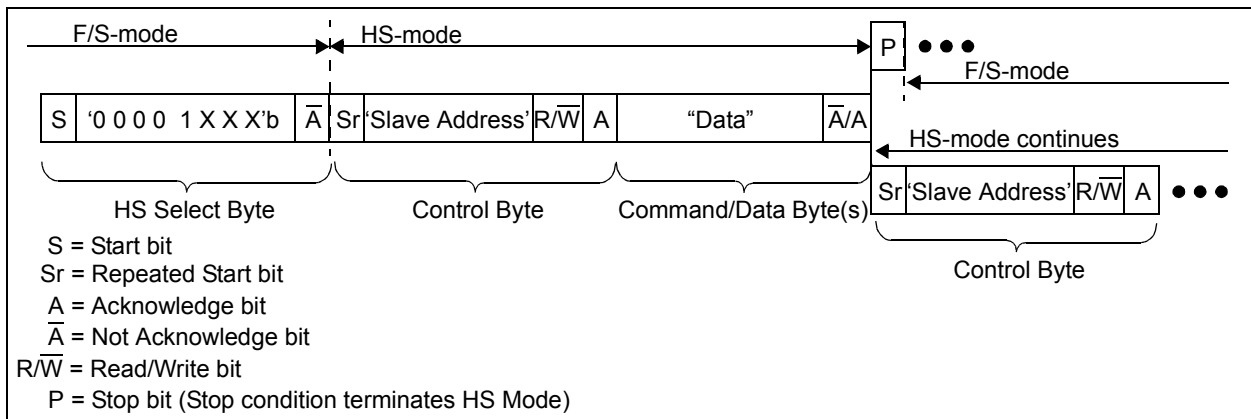 F/S-mode HS-mode
P
F/S-mode
S ‘0 0 0 0 1 X X X’b A̅ Sr ‘Slave Address’ R/W̅ A “Data” A̅/A
HS-mode continues
Sr ‘Slave Address’ R/W̅ A
HS Select Byte Control Byte Command/Data Byte(s)
Control Byte
S = Start bit
Sr = Repeated Start bit
A = Acknowledge bit
A̅ = Not Acknowledge bit
R/W̅ = Read/Write bit
P = Stop bit (Stop condition terminates HS Mode)